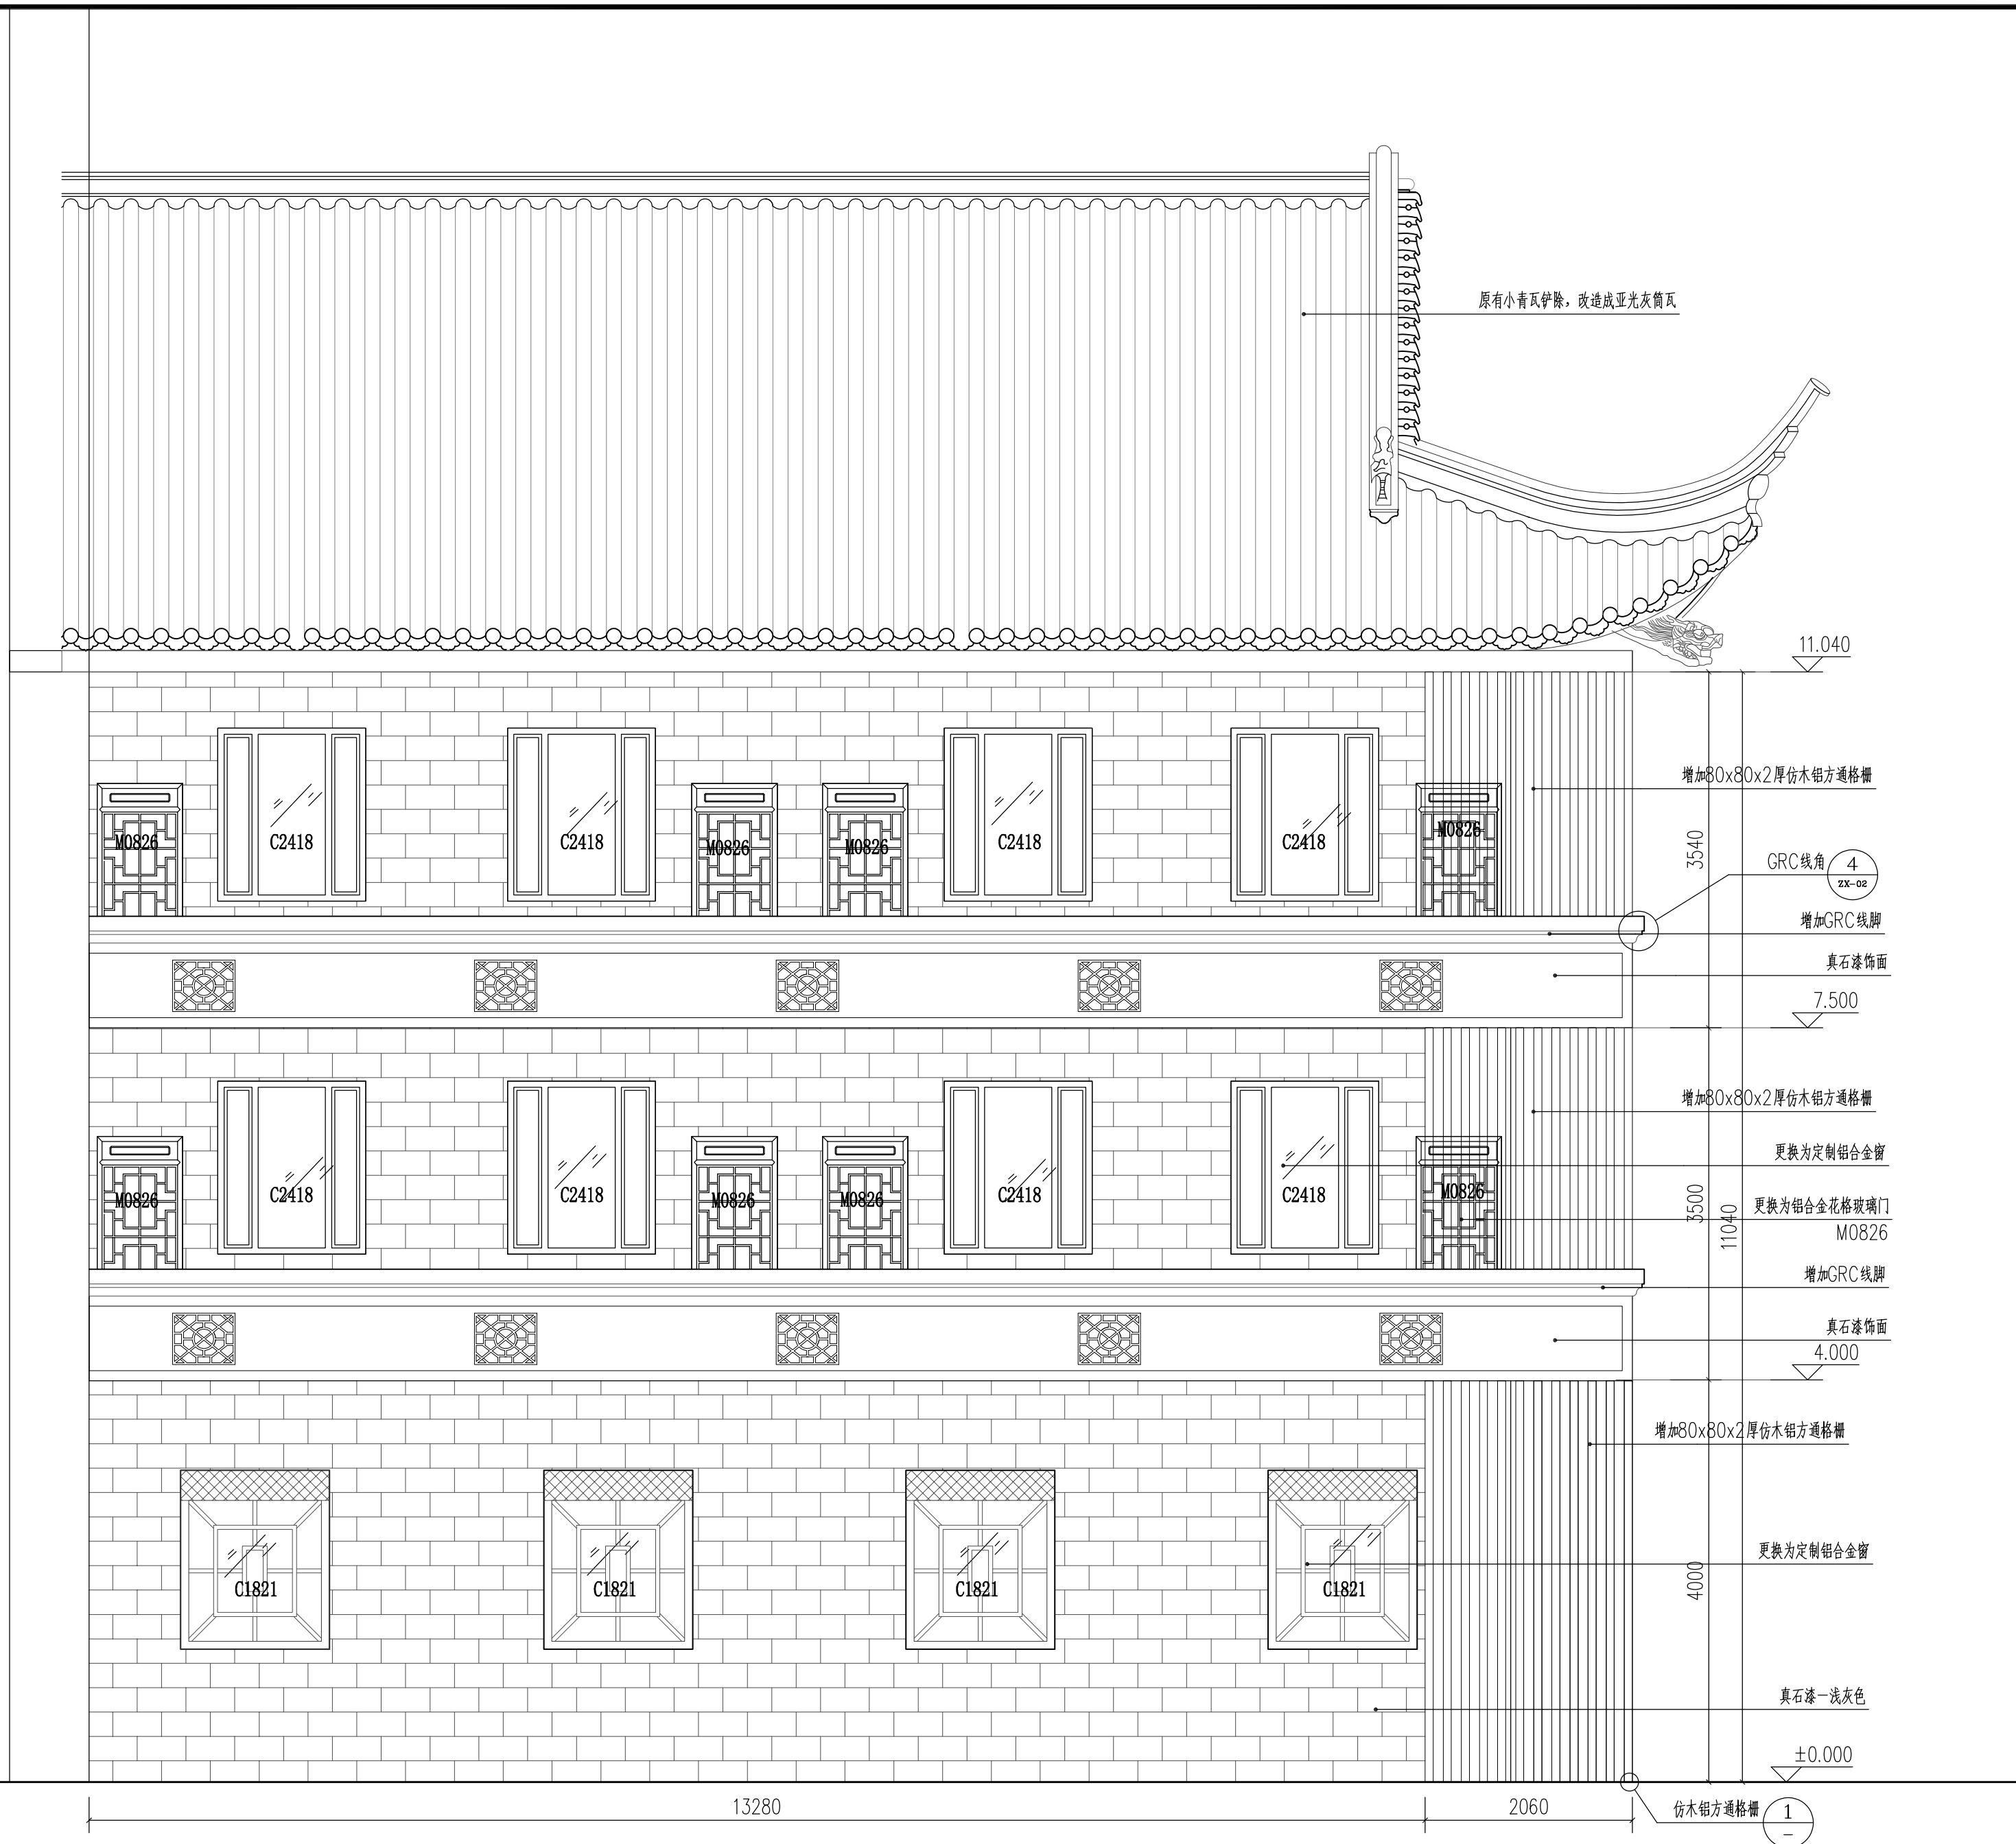 原有小青瓦铲除，改造成亚光灰筒瓦
11.040
增加80x80x2厚仿木铝方通格栅
M0826
C2418
C2418
M0826
M0826
C2418
C2418
M0826
3540
GRC线角
4
ZX-02
增加GRC线脚
真石漆饰面
7.500
增加80x80x2厚仿木铝方通格栅
更换为定制铝合金窗
M0826
C2418
C2418
M0826
M0826
C2418
C2418
M0826
3500
11040
更换为铝合金花格玻璃门
M0826
增加GRC线脚
真石漆饰面
4.000
增加80x80x2厚仿木铝方通格栅
更换为定制铝合金窗
C1821
C1821
C1821
C1821
4000
真石漆—浅灰色
±0.000
13280
2060
仿木铝方通格栅
1
–